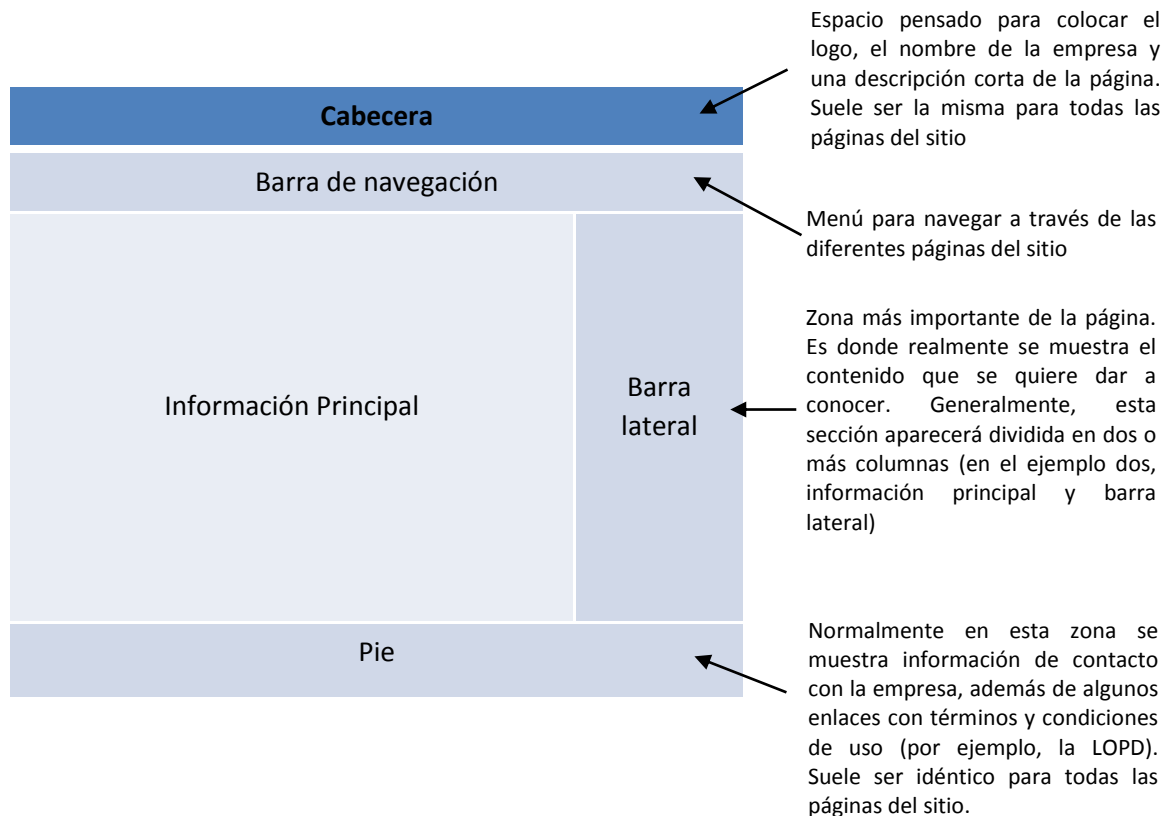 Espacio pensado para colocar el
logo, el nombre de la empresa y
una descripción corta de la página.
Suele ser la misma para todas las
páginas del sitio
Cabecera
Barra de navegación
Menú para navegar a través de las
diferentes páginas del sitio
Información Principal
Barra
lateral
Zona más importante de la página.
Es donde realmente se muestra el
contenido que se quiere dar a
conocer. Generalmente, esta
sección aparecerá dividida en dos o
más columnas (en el ejemplo dos,
información principal y barra
lateral)
Pie
Normalmente en esta zona se
muestra información de contacto
con la empresa, además de algunos
enlaces con términos y condiciones
de uso (por ejemplo, la LOPD).
Suele ser idéntico para todas las
páginas del sitio.